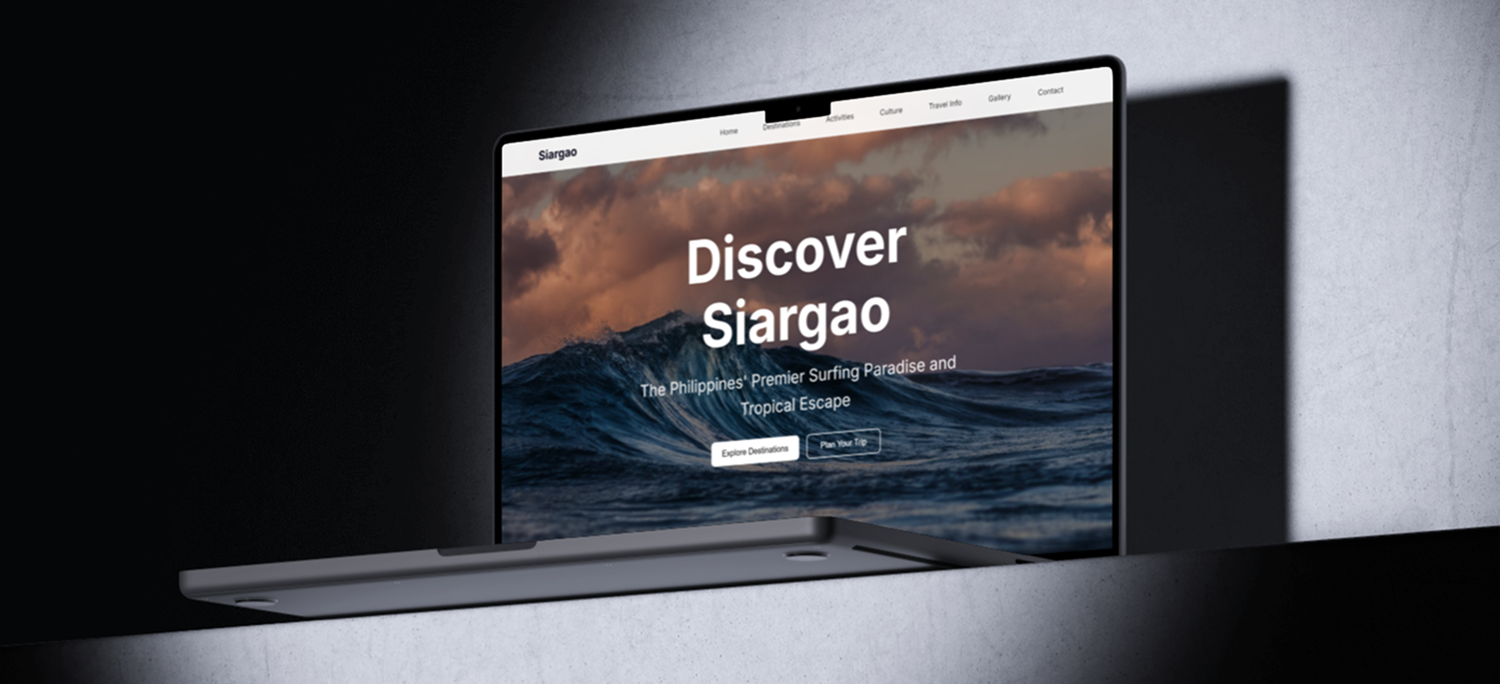 Siargao
Home Destinations Activities Culture Travel Info Gallery Contact
Discover
Siargao
The Philippines' Premier Surfing Paradise and
Tropical Escape
Explore Destinations Plan Your Trip